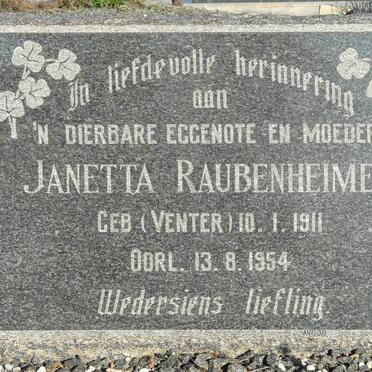 In liefdevolle herinnering
aan
'N DIERBARE EGGENOTE EN MOEDER
JANETTA RAUBENHEIME
GEB (VENTER) 10. 1. 1911
OORL. 13. 8. 1954
Wedersiens liefling.